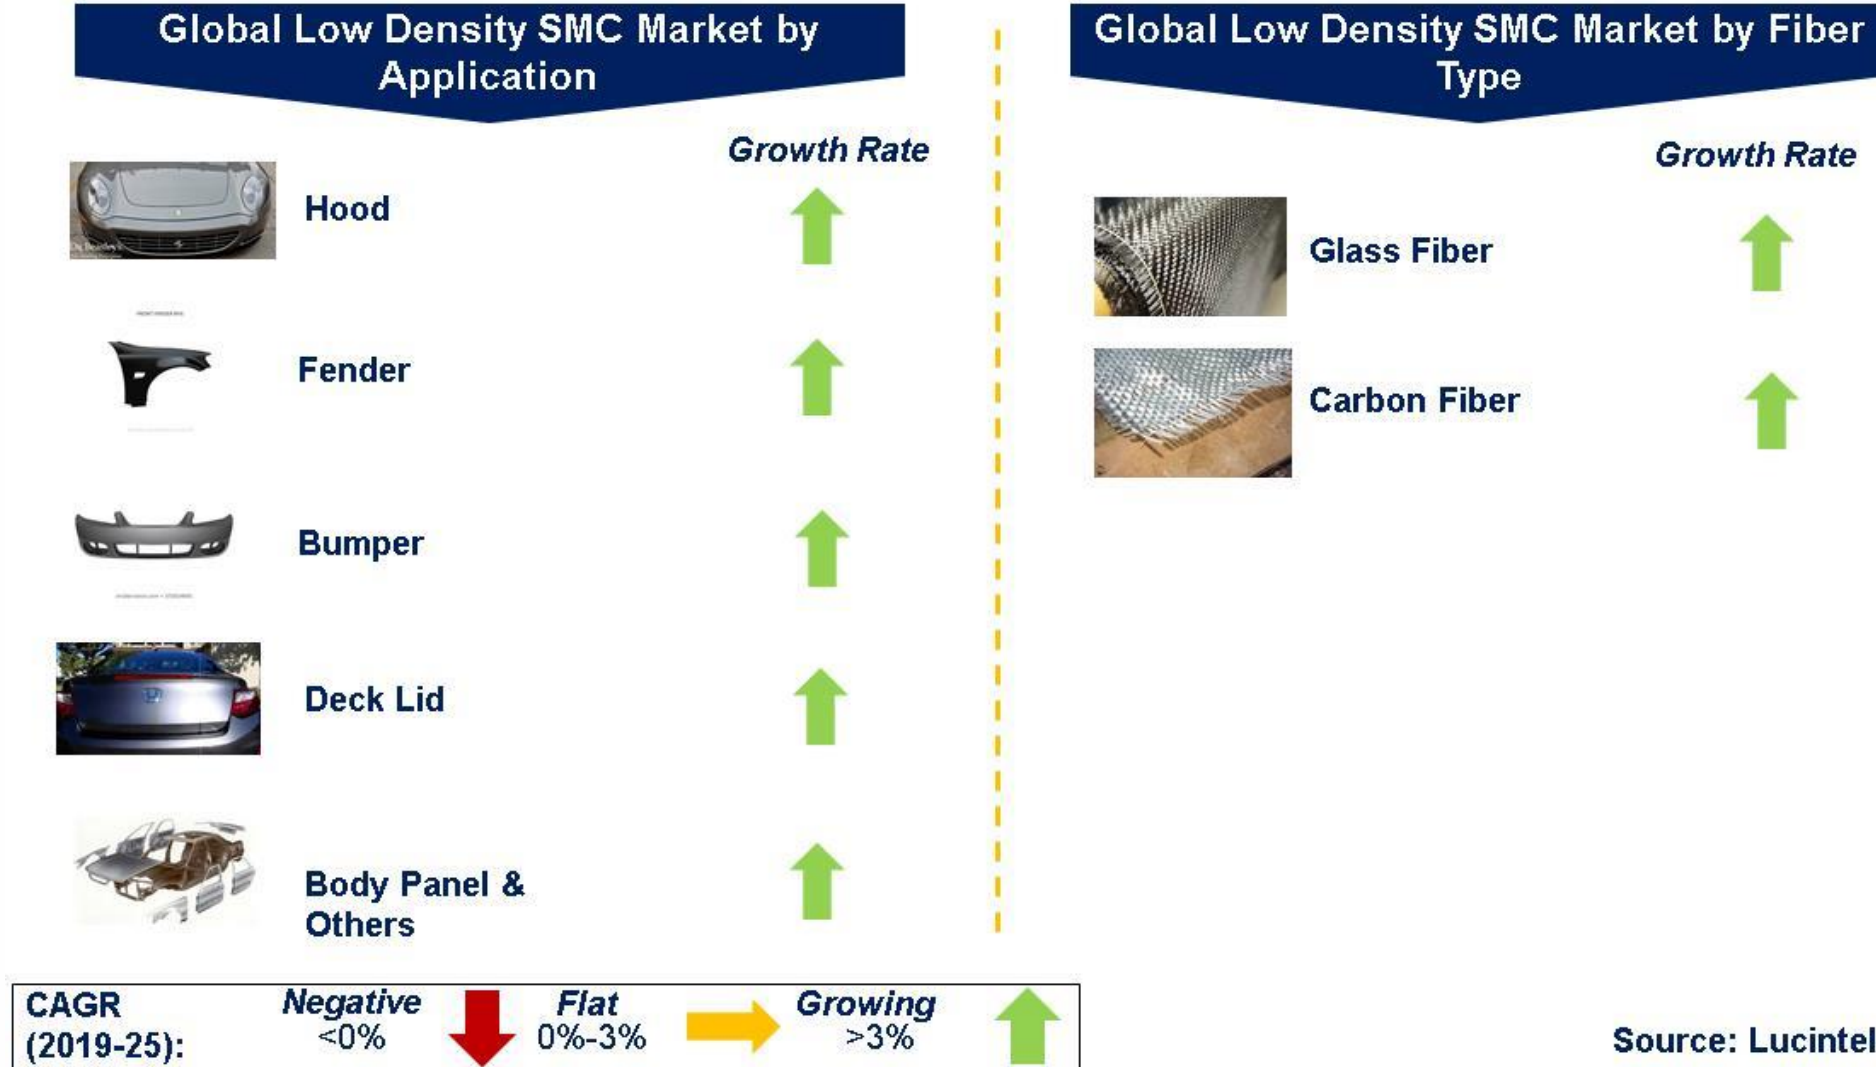 Global Low Density SMC Market by
Application
Growth Rate
Hood
Fender
Bumper
Deck Lid
Body Panel &
Others
Global Low Density SMC Market by Fiber
Type
Growth Rate
Glass Fiber
Carbon Fiber
CAGR
(2019-25):
Negative
<0%
Flat
0%-3%
Growing
>3%
Source: Lucintel